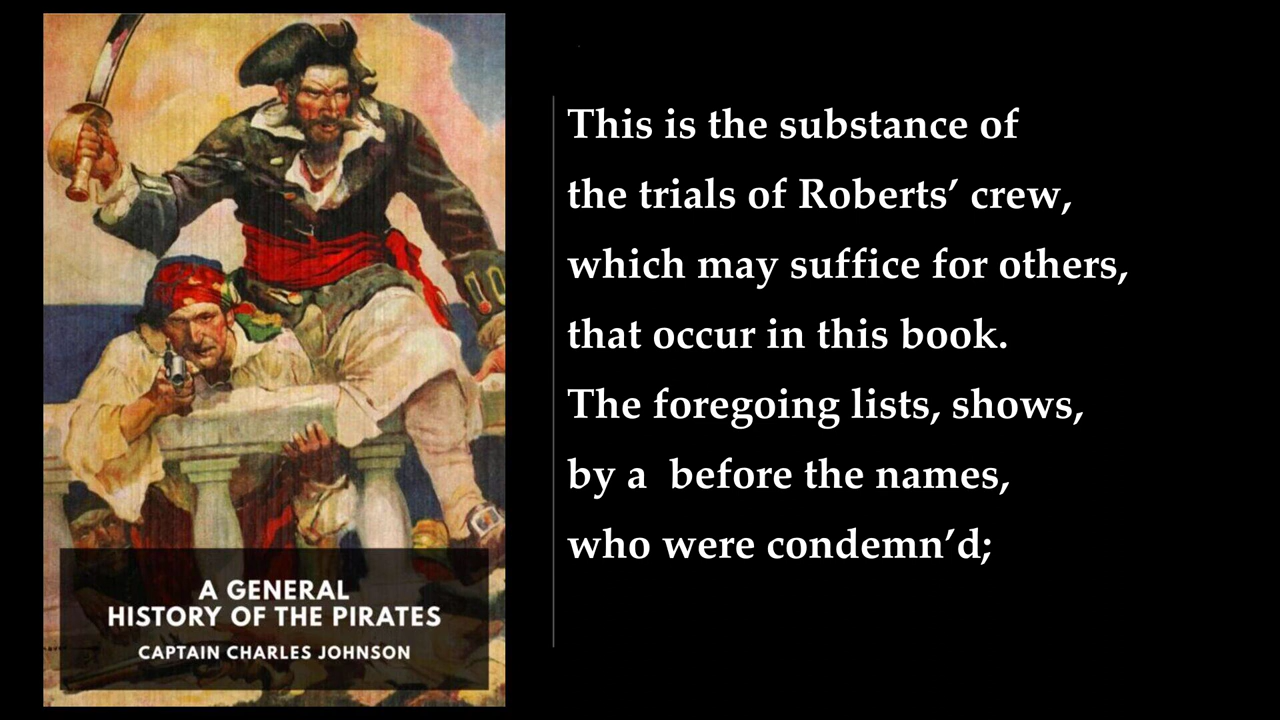 A GENERAL
HISTORY OF THE PIRATES
CAPTAIN CHARLES JOHNSON
This is the substance of
the trials of Roberts’ crew,
which may suffice for others,
that occur in this book.
The foregoing lists, shows,
by a  before the names,
who were condemn’d;